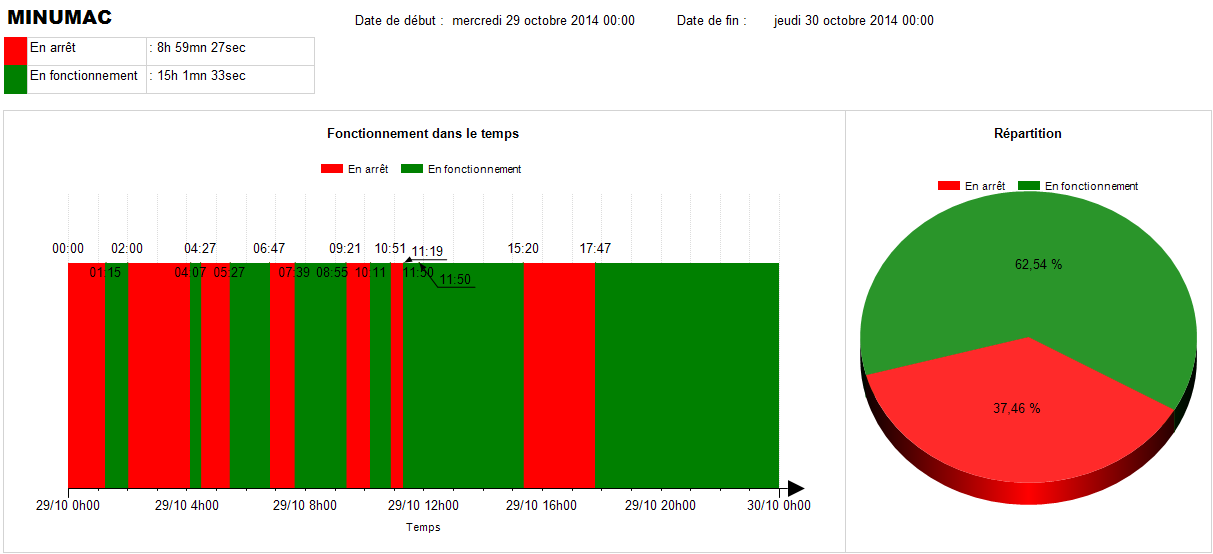 MINUMAC
Date de début : mercredi 29 octobre 2014 00:00 Date de fin : jeudi 30 octobre 2014 00:00
En arrêt : 8h 59mn 27sec
En fonctionnement : 15h 1mn 33sec
Fonctionnement dans le temps
En arrêt En fonctionnement
00:00 02:00 04:27 06:47 09:21 10:51 11:19 15:20 17:47
01:15 04:07 05:27 07:39 08:55 10:11 11:50
11:50
29/10 0h00 29/10 4h00 29/10 8h00 29/10 12h00 29/10 16h00 29/10 20h00 30/10 0h00
Temps
Répartition
En arrêt En fonctionnement
62,54 %
37,46 %